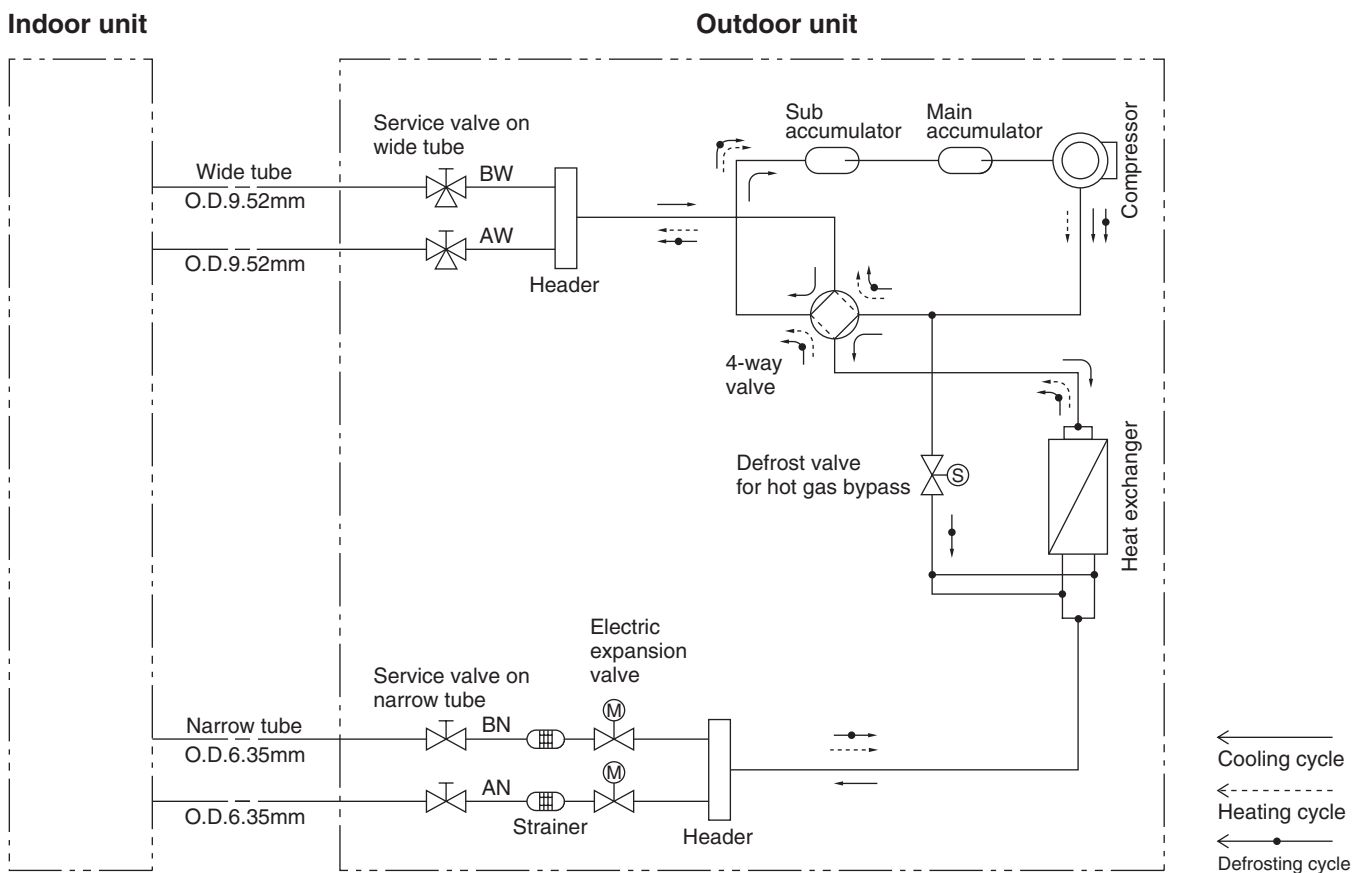 Indoor unit
Outdoor unit
Sub
accumulator
Main
accumulator
Compressor
Service valve on
wide tube
Wide tube
BW
O.D.9.52mm
AW
O.D.9.52mm
Header
4-way
valve
Defrost valve
for hot gas bypass
S
Heat exchanger
Electric
expansion
valve
Service valve on
narrow tube
M
Narrow tube
BN
O.D.6.35mm
M
AN
O.D.6.35mm
Strainer
Header
Cooling cycle
Heating cycle
Defrosting cycle